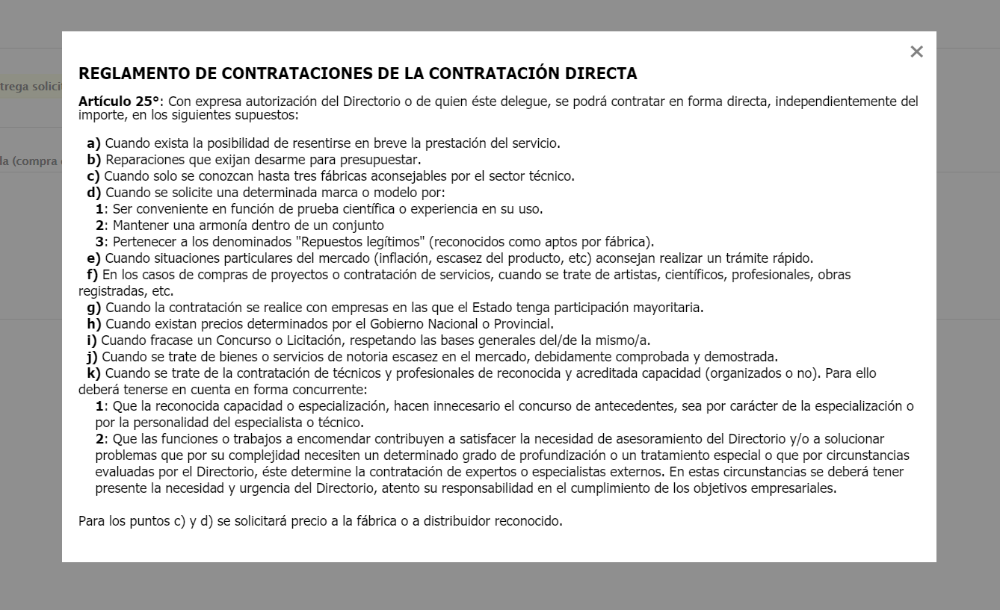 REGLAMENTO DE CONTRATACIONES DE LA CONTRATACIÓN DIRECTA
Artículo 25°: Con expresa autorización del Directorio o de quien éste delegue, se podrá contratar en forma directa, independientemente del
importe, en los siguientes supuestos:
a) Cuando exista la posibilidad de resentirse en breve la prestación del servicio.
b) Reparaciones que exijan desarme para presupuestar.
c) Cuando solo se conozcan hasta tres fábricas aconsejables por el sector técnico.
d) Cuando se solicite una determinada marca o modelo por:
1: Ser conveniente en función de prueba científica o experiencia en su uso.
2: Mantener una armonía dentro de un conjunto
3: Pertenecer a los denominados "Repuestos legítimos" (reconocidos como aptos por fábrica).
e) Cuando situaciones particulares del mercado (inflación, escasez del producto, etc) aconsejan realizar un trámite rápido.
f) En los casos de compras de proyectos o contratación de servicios, cuando se trate de artistas, científicos, profesionales, obras
registradas, etc.
g) Cuando la contratación se realice con empresas en las que el Estado tenga participación mayoritaria.
h) Cuando existan precios determinados por el Gobierno Nacional o Provincial.
i) Cuando fracase un Concurso o Licitación, respetando las bases generales del/de la mismo/a.
j) Cuando se trate de bienes o servicios de notoria escasez en el mercado, debidamente comprobada y demostrada.
k) Cuando se trate de la contratación de técnicos y profesionales de reconocida y acreditada capacidad (organizados o no). Para ello
deberá tenerse en cuenta en forma concurrente:
1: Que la reconocida capacidad o especialización, hacen innecesario el concurso de antecedentes, sea por carácter de la especialización o
por la personalidad del especialista o técnico.
2: Que las funciones o trabajos a encomendar contribuyen a satisfacer la necesidad de asesoramiento del Directorio y/o a solucionar
problemas que por su complejidad necesiten un determinado grado de profundización o un tratamiento especial o que por circunstancias
evaluadas por el Directorio, éste determine la contratación de expertos o especialistas externos. En estas circunstancias se deberá tener
presente la necesidad y urgencia del Directorio, atento su responsabilidad en el cumplimiento de los objetivos empresariales.
Para los puntos c) y d) se solicitará precio a la fábrica o a distribuidor reconocido.
trega solici
la (compra